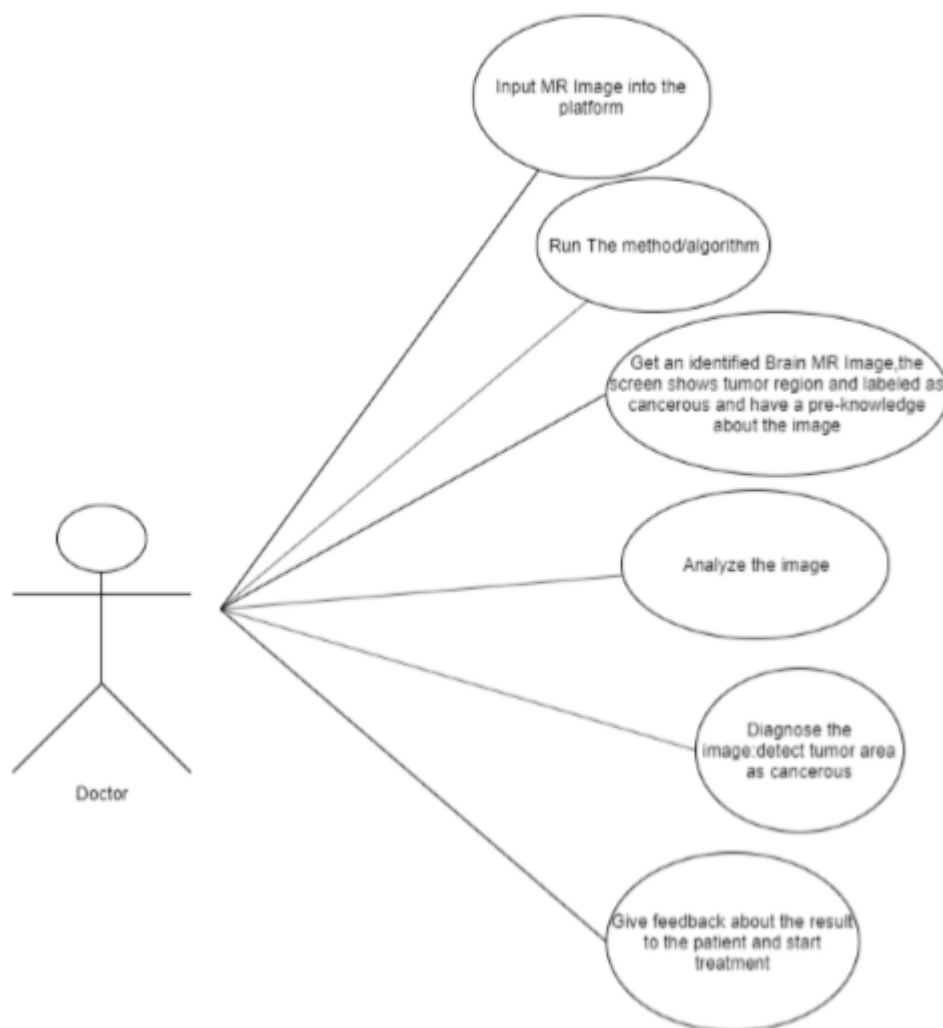 Input MR Image into the
platform
Run The method/algorithm
Get an identified Brain MR Image,the
screen shows tumor region and labeled as
cancerous and have a pre-knowledge
about the image
Analyze the image
Diagnose the
image:detect tumor area
as cancerous
Doctor
Give feedback about the result
to the patient and start
treatment